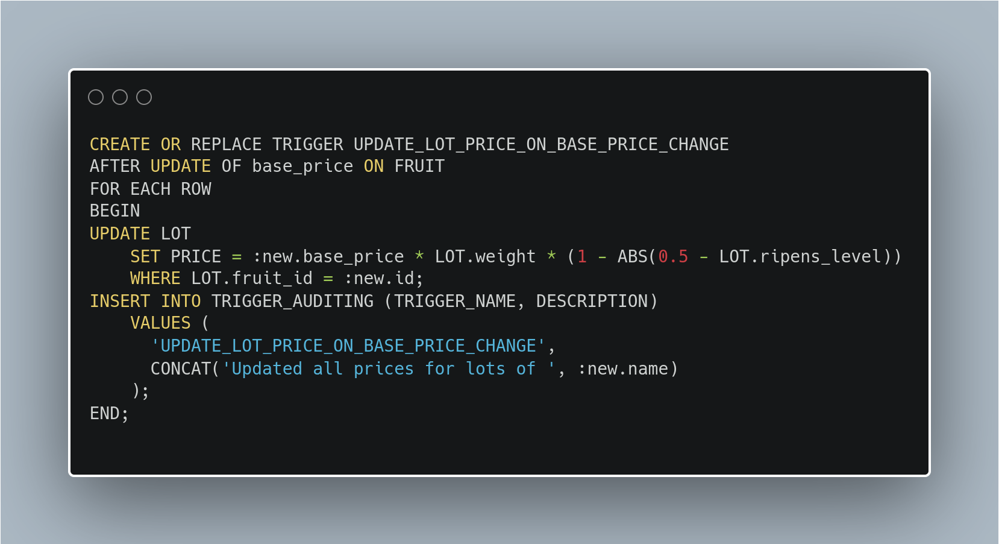 CREATE OR REPLACE TRIGGER UPDATE_LOT_PRICE_ON_BASE_PRICE_CHANGE
AFTER UPDATE OF base_price ON FRUIT
FOR EACH ROW
BEGIN
UPDATE LOT
    SET PRICE = :new.base_price * LOT.weight * (1 - ABS(0.5 - LOT.ripens_level))
    WHERE LOT.fruit_id = :new.id;
INSERT INTO TRIGGER_AUDITING (TRIGGER_NAME, DESCRIPTION)
    VALUES (
      'UPDATE_LOT_PRICE_ON_BASE_PRICE_CHANGE',
      CONCAT('Updated all prices for lots of ', :new.name)
    );
END;